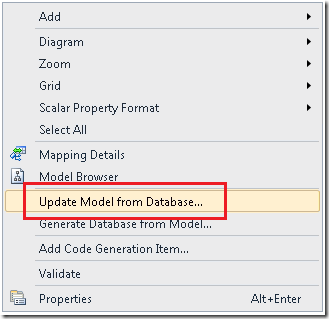 Add
Diagram
Zoom
Grid
Scalar Property Format
Select All
Mapping Details
Model Browser
Update Model from Database...
Generate Database from Model...
Add Code Generation Item...
Validate
Properties Alt+Enter